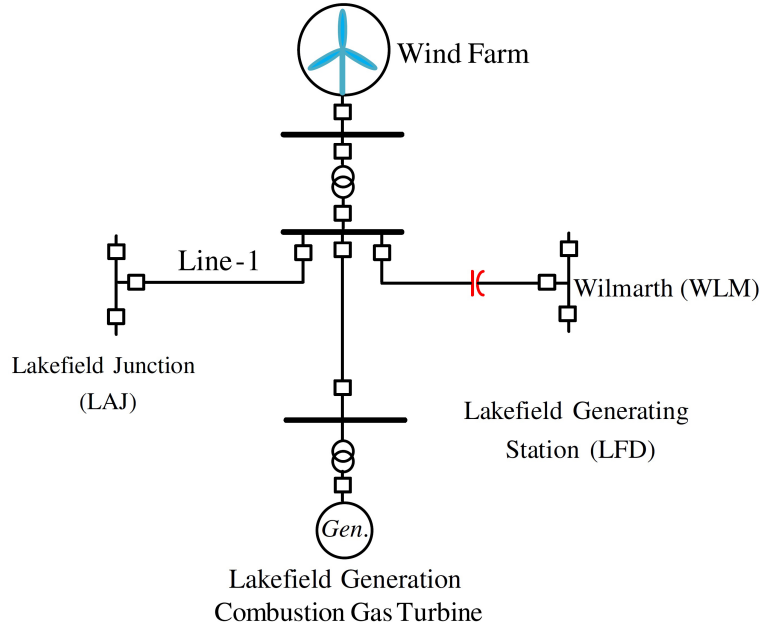 Wind Farm
Line-1
Wilmarth (WLM)
Lakefield Junction
(LAJ)
Lakefield Generating
Station (LFD)
Gen.
Lakefield Generation
Combustion Gas Turbine